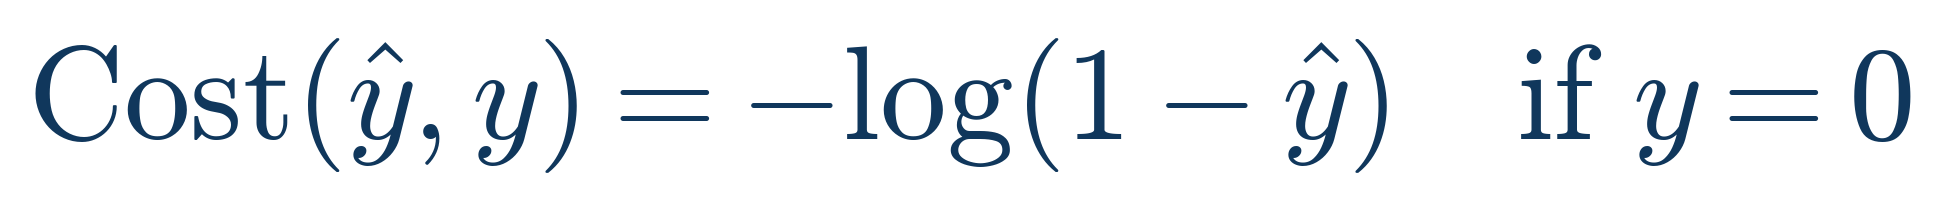 Cost(ŷ, y) = −log(1 − ŷ) if y = 0